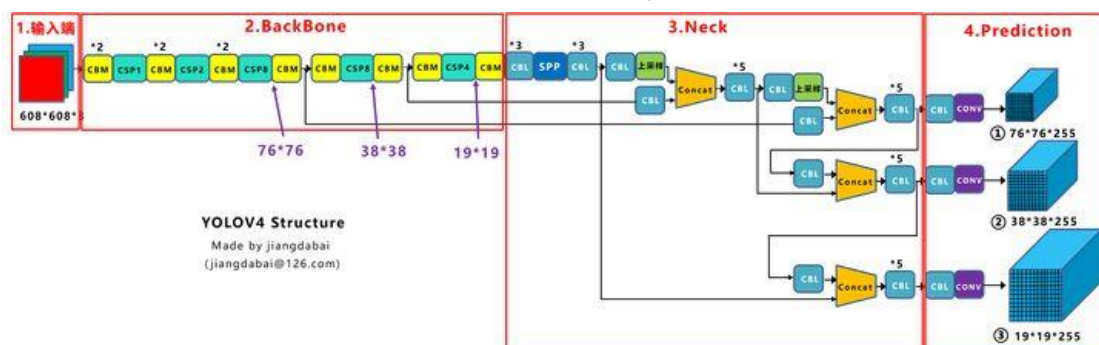 1.输入端
2.BackBone
3.Neck
4.Prediction
*2
*2
*2
*3
*3
CBM
CSP1
CBM
CSP2
CBM
CSP8
CBM
CBM
CSP8
CBM
CBM
CSP4
CBM
CBL
SPP
CBL
CBL
上采样
CBL
Concat
*5
CBL
CBL
上采样
CBL
Concat
*5
CBL
CBL
CONV
① 76*76*255
608*608*3
76*76
38*38
19*19
CBL
Concat
*5
CBL
CBL
CONV
② 38*38*255
YOLOV4 Structure
Made by jiangdabai
(jiangdabai@126.com)
CBL
Concat
*5
CBL
CBL
CONV
③ 19*19*255